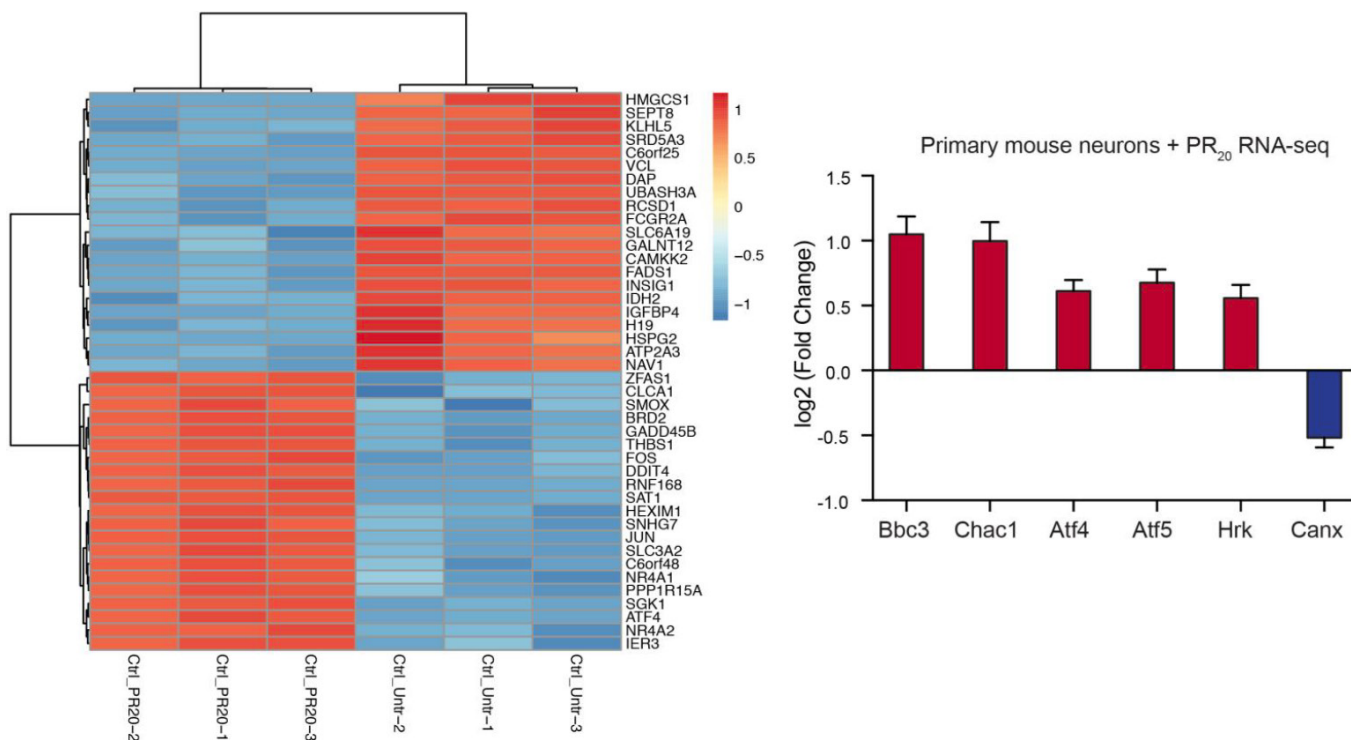 HMGCS1
SEPT8
KLHL5
SRD5A3
C6orf25
VCL
DAP
UBASH3A
RCSD1
FCGR2A
SLC6A19
GALNT12
CAMKK2
FADS1
INSIG1
IDH2
IGFBP4
H19
HSPG2
ATP2A3
NAV1
ZFAS1
CLCA1
SMOX
BRD2
GADD45B
THBS1
FOS
DDIT4
RNF168
SAT1
HEXIM1
SNHG7
JUN
SLC3A2
C6orf48
NR4A1
PPP1R15A
SGK1
ATF4
NR4A2
IER3
1
0.5
0
−0.5
−1
Ctrl_PR20-2
Ctrl_PR20-1
Ctrl_PR20-3
Ctrl_Untr-2
Ctrl_Untr-1
Ctrl_Untr-3
Primary mouse neurons + PR20 RNA-seq
log2 (Fold Change)
1.5
1.0
0.5
0.0
-0.5
-1.0
Bbc3 Chac1 Atf4 Atf5 Hrk Canx